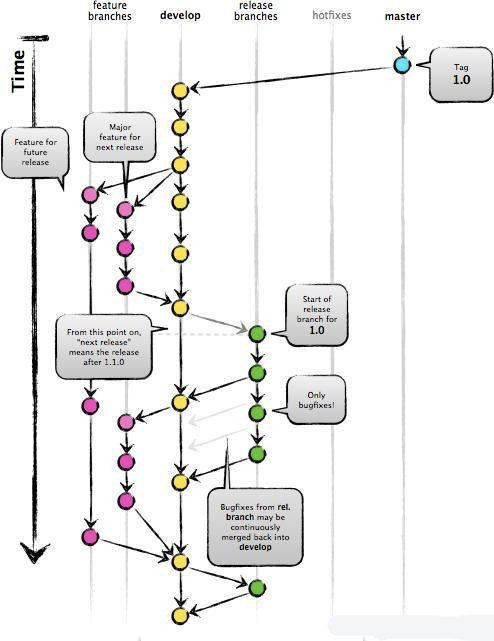 feature
branches
develop
release
branches
hotfixes
master
Time
Tag
1.0
Major
feature for
next release
Feature for
future
release
Start of
release
branch for
1.0
From this point on,
"next release"
means the release
after 1.1.0
Only
bugfixes!
Bugfixes from rel.
branch may be
continuously
merged back into
develop